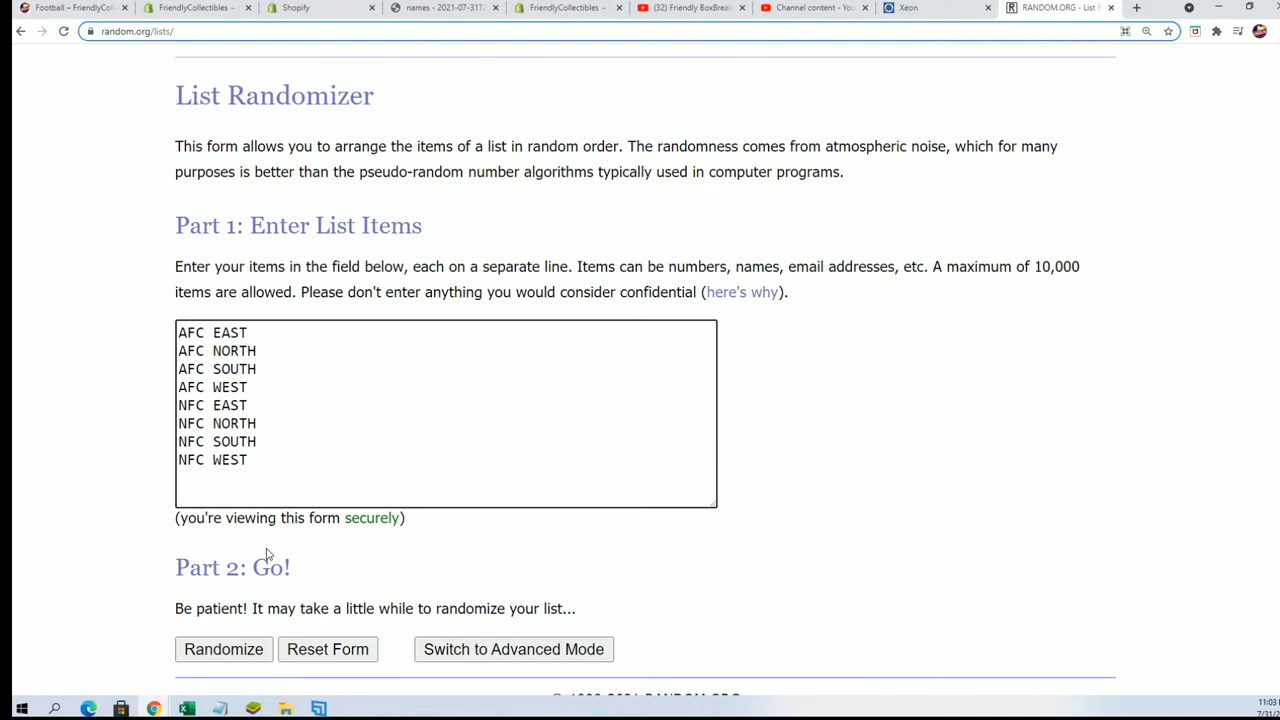 Football – FriendlyColl
FriendlyCollectibles –
Shopify
names - 2021-07-31T
FriendlyCollectibles –
(32) Friendly BoxBreak
Channel content - You
Xeon
RANDOM.ORG - List R
random.org/lists/
List Randomizer
This form allows you to arrange the items of a list in random order. The randomness comes from atmospheric noise, which for many
purposes is better than the pseudo-random number algorithms typically used in computer programs.
Part 1: Enter List Items
Enter your items in the field below, each on a separate line. Items can be numbers, names, email addresses, etc. A maximum of 10,000
items are allowed. Please don't enter anything you would consider confidential (here's why).
AFC EAST
AFC NORTH
AFC SOUTH
AFC WEST
NFC EAST
NFC NORTH
NFC SOUTH
NFC WEST
(you're viewing this form securely)
Part 2: Go!
Be patient! It may take a little while to randomize your list...
Randomize
Reset Form
Switch to Advanced Mode
11:03
7/31/2